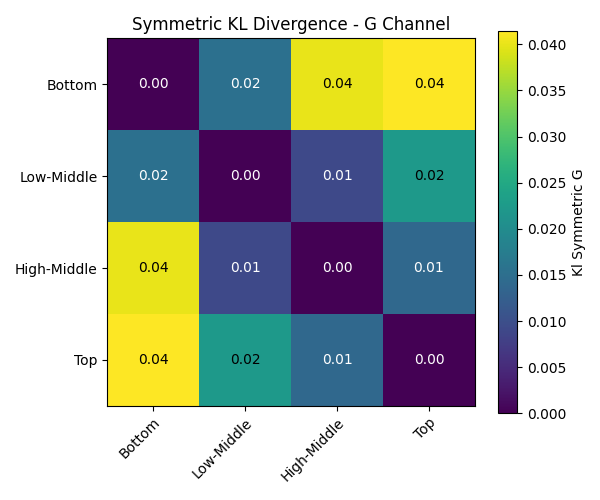 Symmetric KL Divergence - G Channel
Bottom
0.00 0.02 0.04 0.04
Low-Middle
0.02 0.00 0.01 0.02
High-Middle
0.04 0.01 0.00 0.01
Top
0.04 0.02 0.01 0.00
Bottom
Low-Middle
High-Middle
Top
0.040
0.035
0.030
0.025
0.020
0.015
0.010
0.005
0.000
Kl Symmetric G